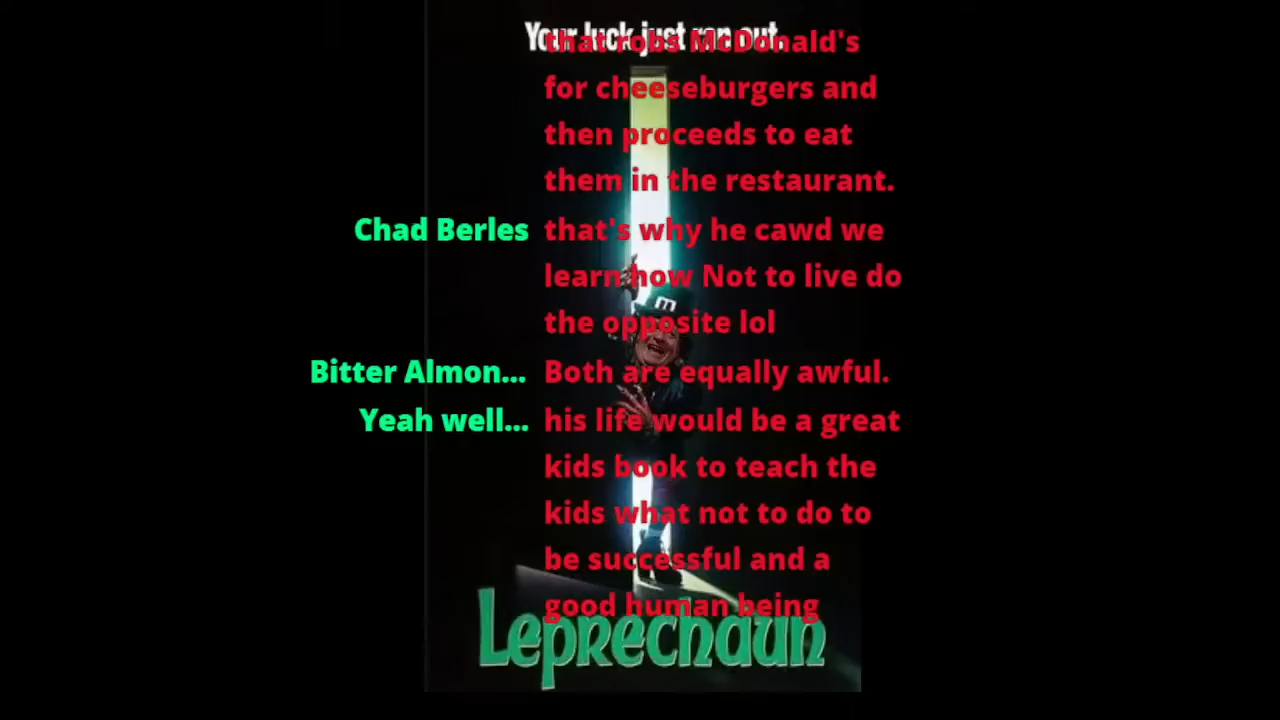 Your luck just ran out.
that robs McDonald's
for cheeseburgers and
then proceeds to eat
them in the restaurant.
Chad Berles that's why he cawd we
learn how Not to live do
the opposite lol
Bitter Almon... Both are equally awful.
Yeah well... his life would be a great
kids book to teach the
kids what not to do to
be successful and a
good human being
m
Leprechaun